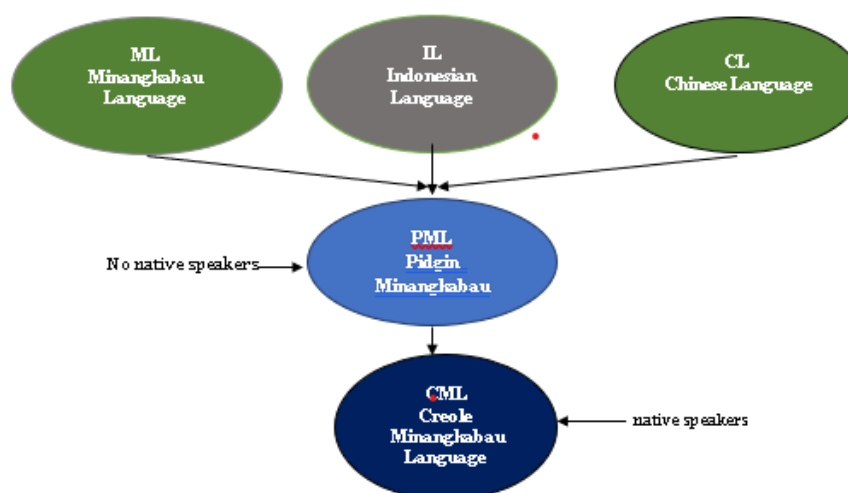 ML
Minangkabau
Language
IL
Indonesian
Language
CL
Chinese Language
PML
Pidgin
Minangkabau
No native speakers
CML
Creole
Minangkabau
Language
native speakers